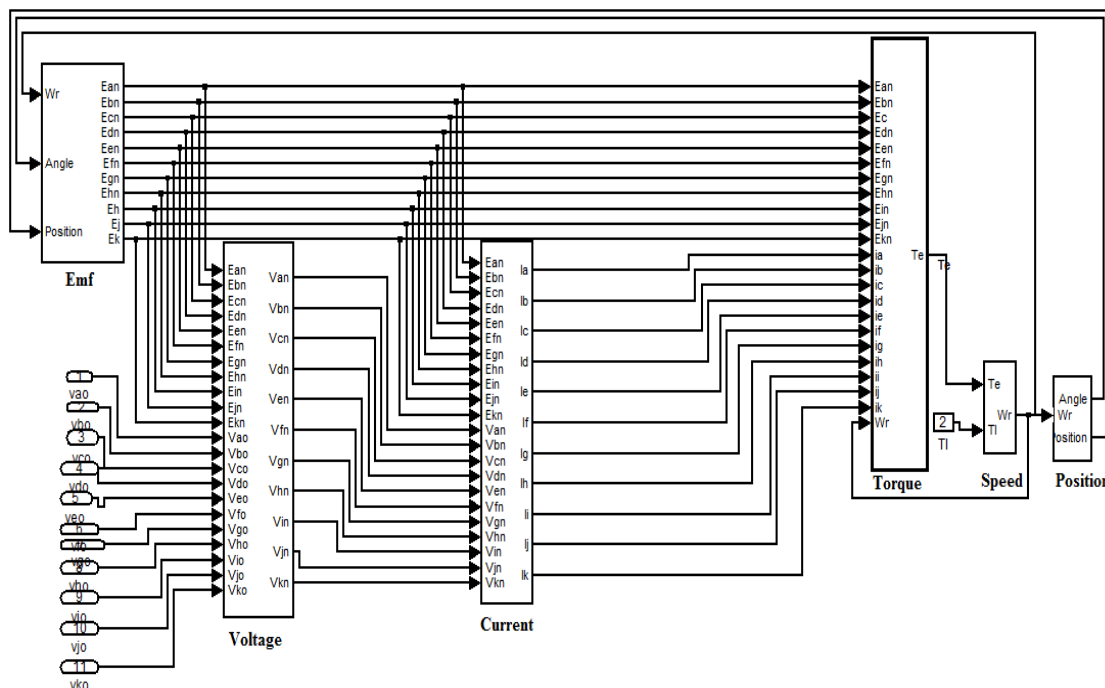 Wr
Angle
Position
Ean
Ebn
Ecn
Edn
Een
Efn
Egn
Ehn
Eh
Ej
Ek
Emf
1
vao
2
vbo
3
vco
4
vdo
5
veo
6
8
vho
9
vio
10
vjo
11
vko
Ean
Ebn
Ecn
Edn
Een
Efn
Egn
Ehn
Ein
Ejn
Ekn
Vao
Vbo
Vco
Vdo
Veo
Vfo
Vgo
Vho
Vio
Vjo
Vko
Van
Vbn
Vcn
Vdn
Ven
Vfn
Vgn
Vhn
Vin
Vjn
Vkn
Voltage
Ean
Ebn
Ecn
Edn
Een
Efn
Egn
Ehn
Ein
Ejn
Ekn
Van
Vbn
Vcn
Vdn
Ven
Vfn
Vgn
Vhn
Vin
Vjn
Vkn
Ia
Ib
Ic
Id
Ie
If
Ig
Ih
Ii
Ij
Ik
Current
Ean
Ebn
Ec
Edn
Een
Efn
Egn
Ehn
Ein
Ejn
Ekn
ia
ib
ic
id
ie
if
ig
ih
ii
ij
ik
Wr
Te
Torque
Te
2
Tl
Te
Tl
Wr
Speed
Angle
Wr
Position
Position